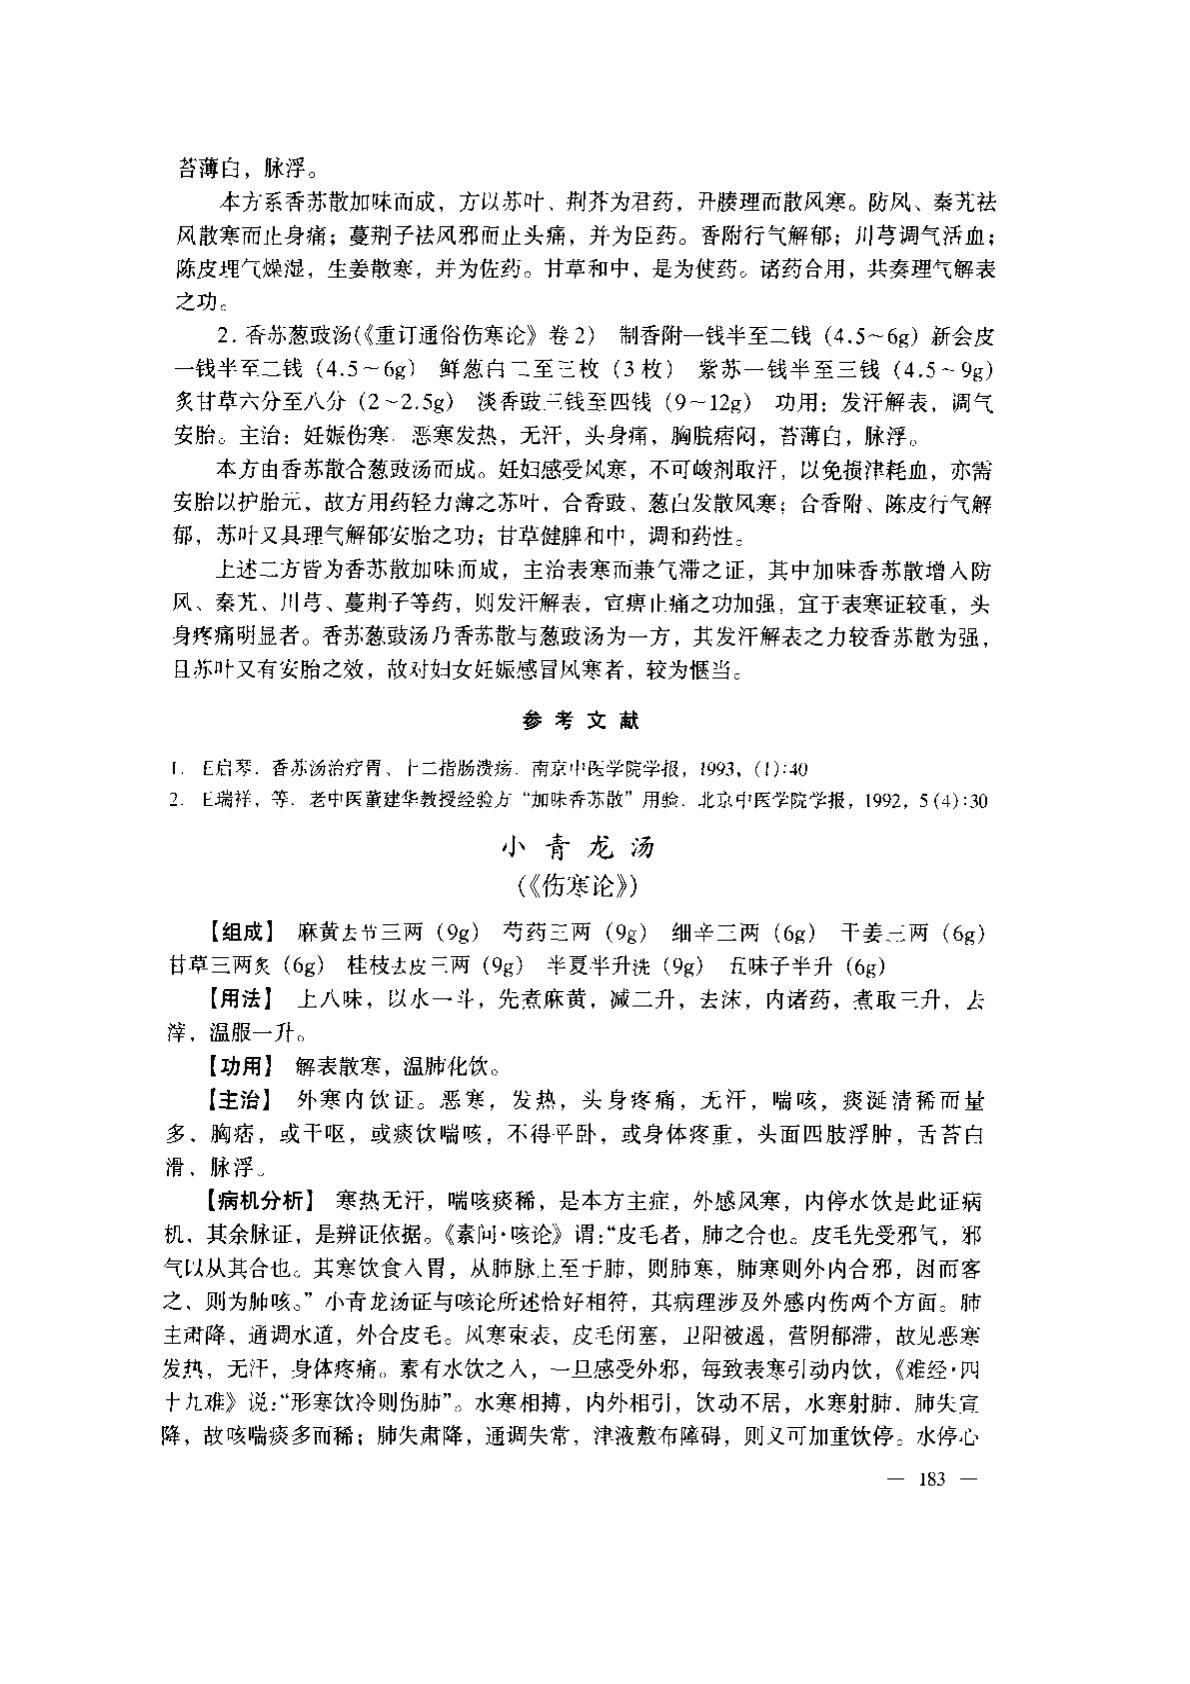 苔薄白，脉浮。
本方系香苏散加味而成，方以苏叶、荆芥为君药，开腠理而散风寒。防风、秦艽祛
风散寒而止身痛；蔓荆子祛风邪而止头痛，并为臣药。香附行气解郁；川芎调气活血；
陈皮理气燥湿，生姜散寒，并为佐药。甘草和中，是为使药。诸药合用，共奏理气解表
之功。
2. 香苏葱豉汤(《重订通俗伤寒论》卷2） 制香附一钱半至二钱（4.5~6g）新会皮
一钱半至二钱（4.5~6g） 鲜葱白二至三枚（3枚） 紫苏一钱半至三钱（4.5~9g）
炙甘草六分至八分（2~2.5g） 淡香豉三钱至四钱（9~12g） 功用：发汗解表，调气
安胎。主治：妊娠伤寒．恶寒发热，无汗，头身痛，胸脘痞闷，苔薄白，脉浮。
本方由香苏散合葱豉汤而成。妊妇感受风寒，不可峻剂取汗，以免损津耗血，亦需
安胎以护胎元，故方用药轻力薄之苏叶，合香豉、葱白发散风寒；合香附、陈皮行气解
郁，苏叶又具理气解郁安胎之功；甘草健脾和中，调和药性。
上述二方皆为香苏散加味而成，主治表寒而兼气滞之证，其中加味香苏散增入防
风、秦艽、川芎、蔓荆子等药，则发汗解表，宣痹止痛之功加强，宜于表寒证较重，头
身疼痛明显者。香苏葱豉汤乃香苏散与葱豉汤为一方，其发汗解表之力较香苏散为强，
且苏叶又有安胎之效，故对妇女妊娠感冒风寒者，较为惬当。
参考文献
1. 王启琴．香苏汤治疗胃、十二指肠溃疡．南京中医学院学报，1993，(1):40
2. 王瑞祥，等．老中医董建华教授经验方“加味香苏散”用验．北京中医学院学报，1992，5(4):30
小青龙汤
(《伤寒论》)
【组成】 麻黄去节三两（9g） 芍药三两（9g） 细辛三两（6g） 干姜三两（6g）
甘草三两炙（6g） 桂枝去皮三两（9g） 半夏半升洗（9g） 五味子半升（6g）
【用法】 上八味，以水一斗，先煮麻黄，减二升，去沫，内诸药，煮取三升，去
滓，温服一升。
【功用】 解表散寒，温肺化饮。
【主治】 外寒内饮证。恶寒，发热，头身疼痛，无汗，喘咳，痰涎清稀而量
多，胸痞，或干呕，或痰饮喘咳，不得平卧，或身体疼重，头面四肢浮肿，舌苔白
滑，脉浮。
【病机分析】 寒热无汗，喘咳痰稀，是本方主症，外感风寒，内停水饮是此证病
机，其余脉证，是辨证依据。《素问·咳论》谓：“皮毛者，肺之合也。皮毛先受邪气，邪
气以从其合也。其寒饮食入胃，从肺脉上至于肺，则肺寒，肺寒则外内合邪，因而客
之，则为肺咳。”小青龙汤证与咳论所述恰好相符，其病理涉及外感内伤两个方面。肺
主肃降，通调水道，外合皮毛。风寒束表，皮毛闭塞，卫阳被遏，营阴郁滞，故见恶寒
发热，无汗，身体疼痛。素有水饮之人，一旦感受外邪，每致表寒引动内饮，《难经·四
十九难》说：“形寒饮冷则伤肺”。水寒相搏，内外相引，饮动不居，水寒射肺，肺失宣
降，故咳喘痰多而稀；肺失肃降，通调失常，津液敷布障碍，则又可加重饮停。水停心
— 183 —